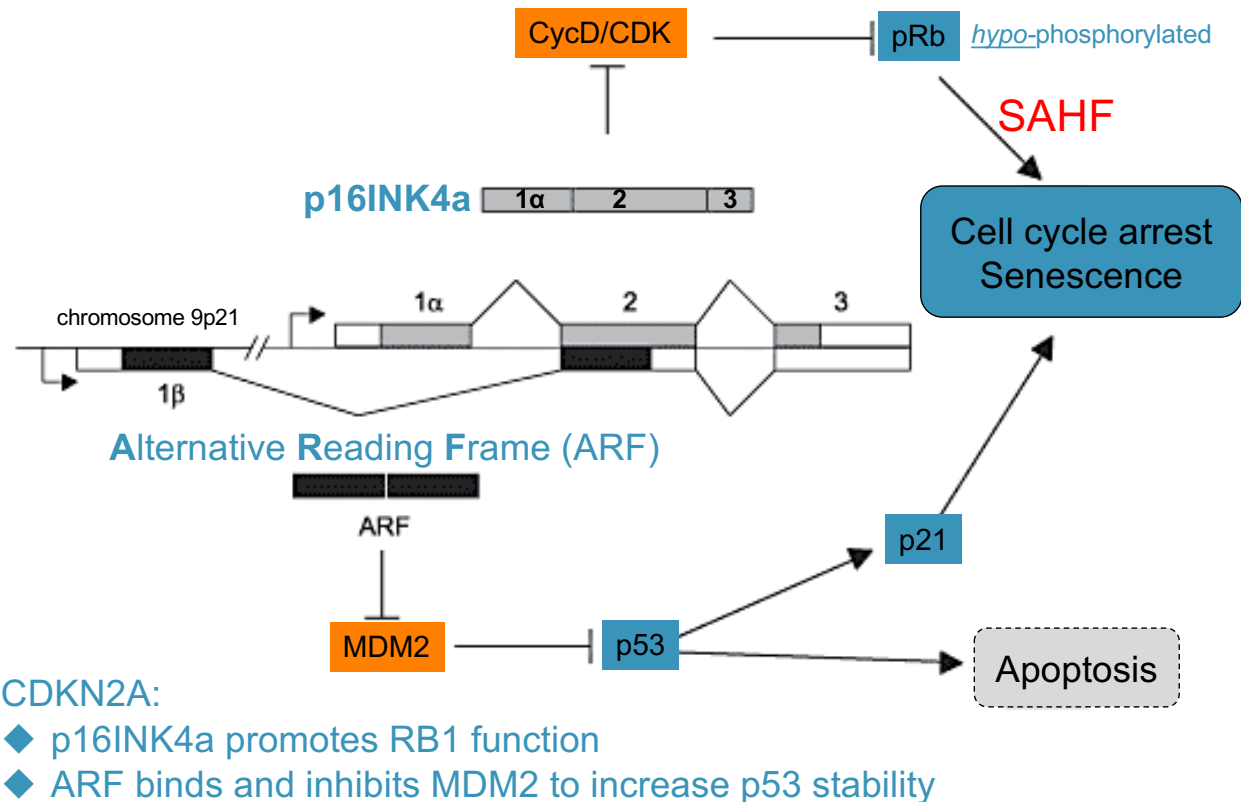 CycD/CDK
pRb
hypo-phosphorylated
SAHF
p16INK4a
1α 2 3
Cell cycle arrest
Senescence
1α 2 3
chromosome 9p21
//
1β
Alternative Reading Frame (ARF)
ARF
p21
MDM2
p53
Apoptosis
CDKN2A:
◆ p16INK4a promotes RB1 function
◆ ARF binds and inhibits MDM2 to increase p53 stability